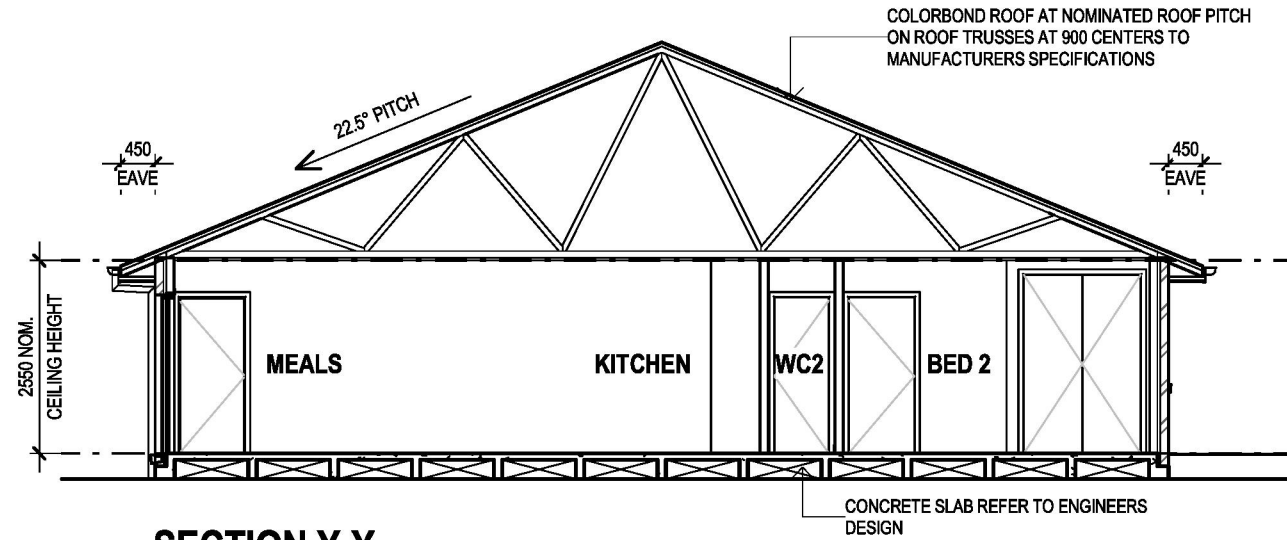 COLORBOND ROOF AT NOMINATED ROOF PITCH
ON ROOF TRUSSES AT 900 CENTERS TO
MANUFACTURERS SPECIFICATIONS
22.5° PITCH
450
EAVE
450
EAVE
2550 NOM.
CEILING HEIGHT
MEALS
KITCHEN
WC2
BED 2
CONCRETE SLAB REFER TO ENGINEERS
DESIGN